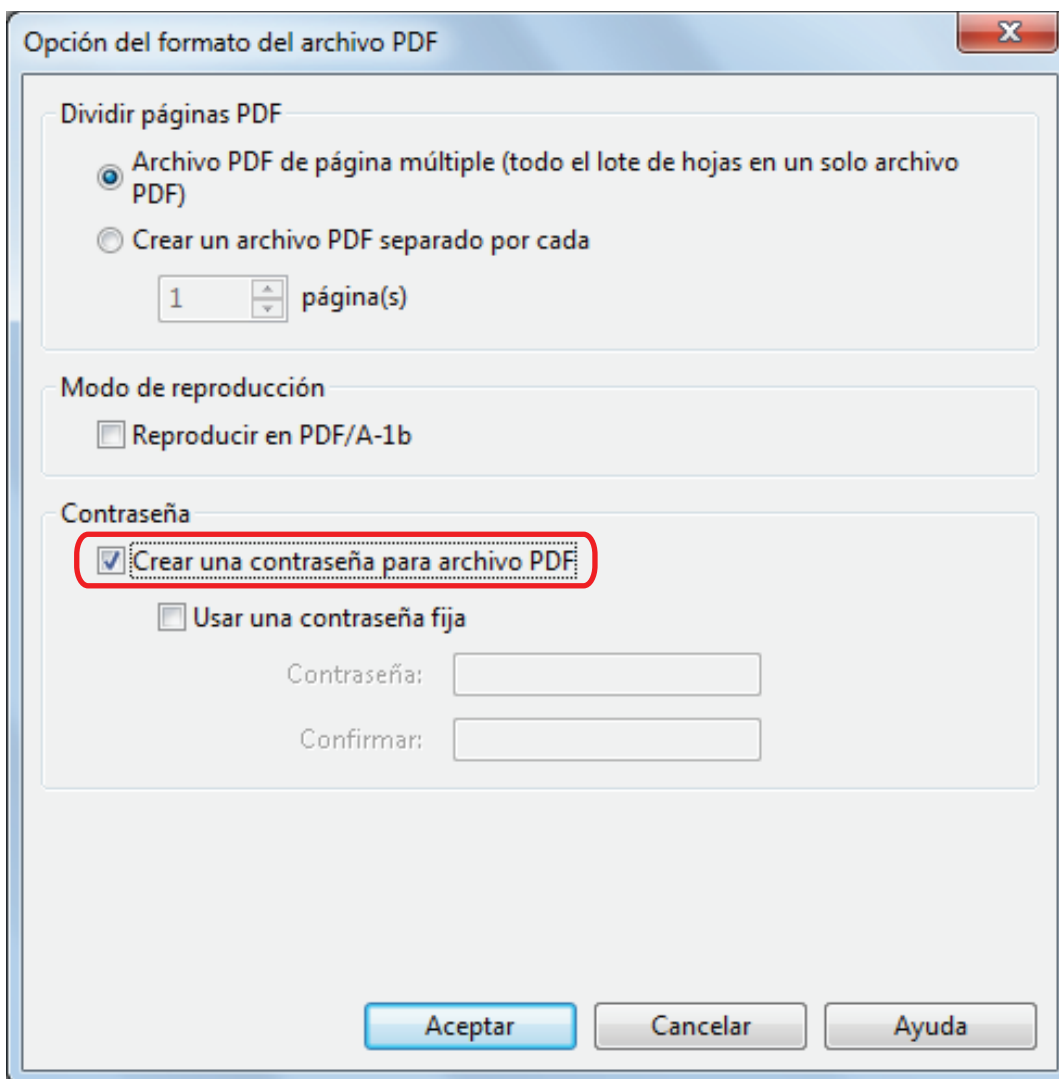 Opción del formato del archivo PDF
Dividir páginas PDF
Archivo PDF de página múltiple (todo el lote de hojas en un solo archivo
PDF)
Crear un archivo PDF separado por cada
1 página(s)
Modo de reproducción
Reproducir en PDF/A-1b
Contraseña
Crear una contraseña para archivo PDF
Usar una contraseña fija
Contraseña:
Confirmar:
Aceptar Cancelar Ayuda